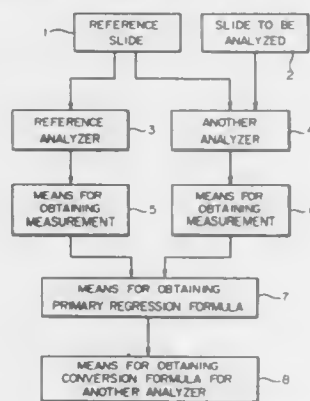 REFERENCE
SLIDE
1
SLIDE TO BE
ANALYZED
2
REFERENCE
ANALYZER
3
ANOTHER
ANALYZER
4
MEANS FOR
OBTAINING
MEASUREMENT
5
MEANS FOR
OBTAINING
MEASUREMENT
MEANS FOR OBTAINING
PRIMARY REGRESSION FORMULA
7
MEANS FOR OBTAINING
CONVERSION FORMULA FOR
ANOTHER ANALYZER
8